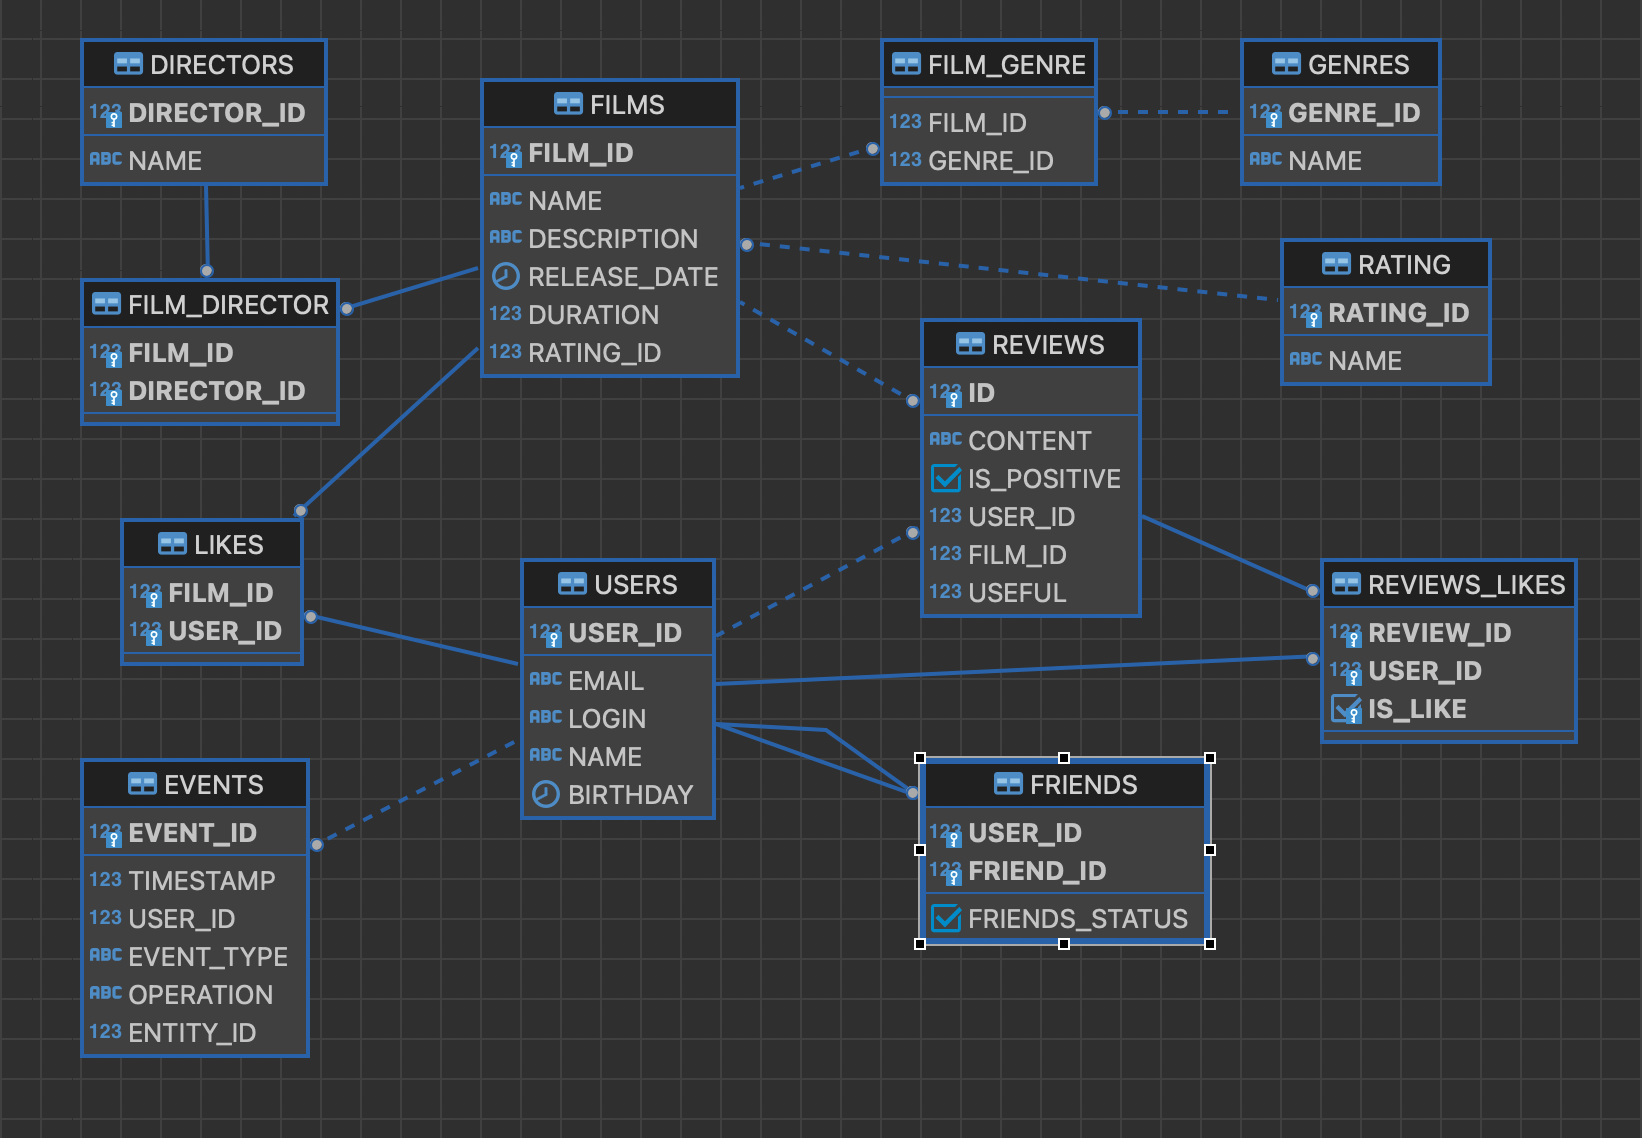 DIRECTORS
123 DIRECTOR_ID
ABC NAME
FILMS
123 FILM_ID
ABC NAME
ABC DESCRIPTION
RELEASE_DATE
123 DURATION
123 RATING_ID
FILM_GENRE
123 FILM_ID
123 GENRE_ID
GENRES
123 GENRE_ID
ABC NAME
RATING
123 RATING_ID
ABC NAME
FILM_DIRECTOR
123 FILM_ID
123 DIRECTOR_ID
REVIEWS
123 ID
ABC CONTENT
IS_POSITIVE
123 USER_ID
123 FILM_ID
123 USEFUL
LIKES
123 FILM_ID
123 USER_ID
USERS
123 USER_ID
ABC EMAIL
ABC LOGIN
ABC NAME
BIRTHDAY
REVIEWS_LIKES
123 REVIEW_ID
123 USER_ID
IS_LIKE
EVENTS
123 EVENT_ID
123 TIMESTAMP
123 USER_ID
ABC EVENT_TYPE
ABC OPERATION
123 ENTITY_ID
FRIENDS
123 USER_ID
123 FRIEND_ID
FRIENDS_STATUS